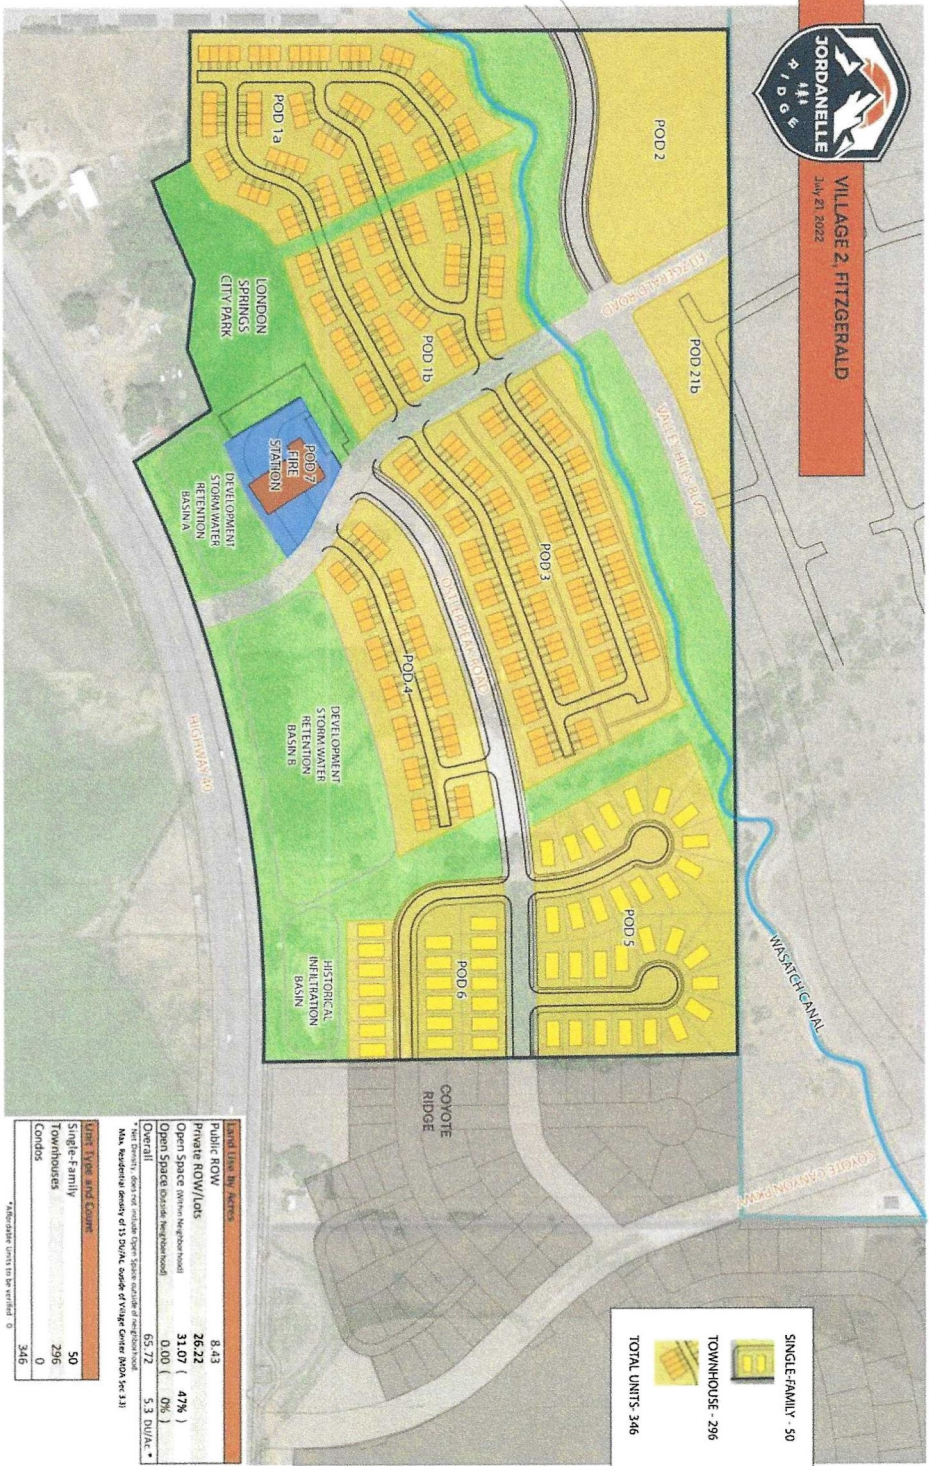 JORDANELLE
RIDGE
VILLAGE 2, FITZGERALD
July 21, 2022
POD 2
FITZGERALD ROAD
POD 21b
VALLEY HILLS BLVD
WASATCH CANAL
COYOTE CANYON PKWY
POD 1a
POD 1b
POD 3
POD 5
LONDON
SPRINGS
CITY PARK
POD 7
FIRE
STATION
POD 4
POD 6
COYOTE
RIDGE
DEVELOPMENT
STORM WATER
RETENTION
BASIN A
DEVELOPMENT
STORM WATER
RETENTION
BASIN B
HISTORICAL
INFILTRATION
BASIN
HIGHWAY 40
SINGLE-FAMILY - 50
TOWNHOUSE - 296
TOTAL UNITS- 346
Land Use by Acres
Public ROW 8.43
Private ROW/Lots 26.22
Open Space (Within Neighborhood) 31.07 ( 47% )
Open Space (Outside Neighborhood) 0.00 ( 0% )
Overall 65.72 5.3 DU/Ac *
* Net Density, does not include Open Space outside of neighborhood.
Max. Residential density of 15 DU/Ac outside of Village Center (MDA Sec 3.3)
Unit Type and Count
Single-Family 50
Townhouses 296
Condos 0
346
*Affordable Units to be verified 0